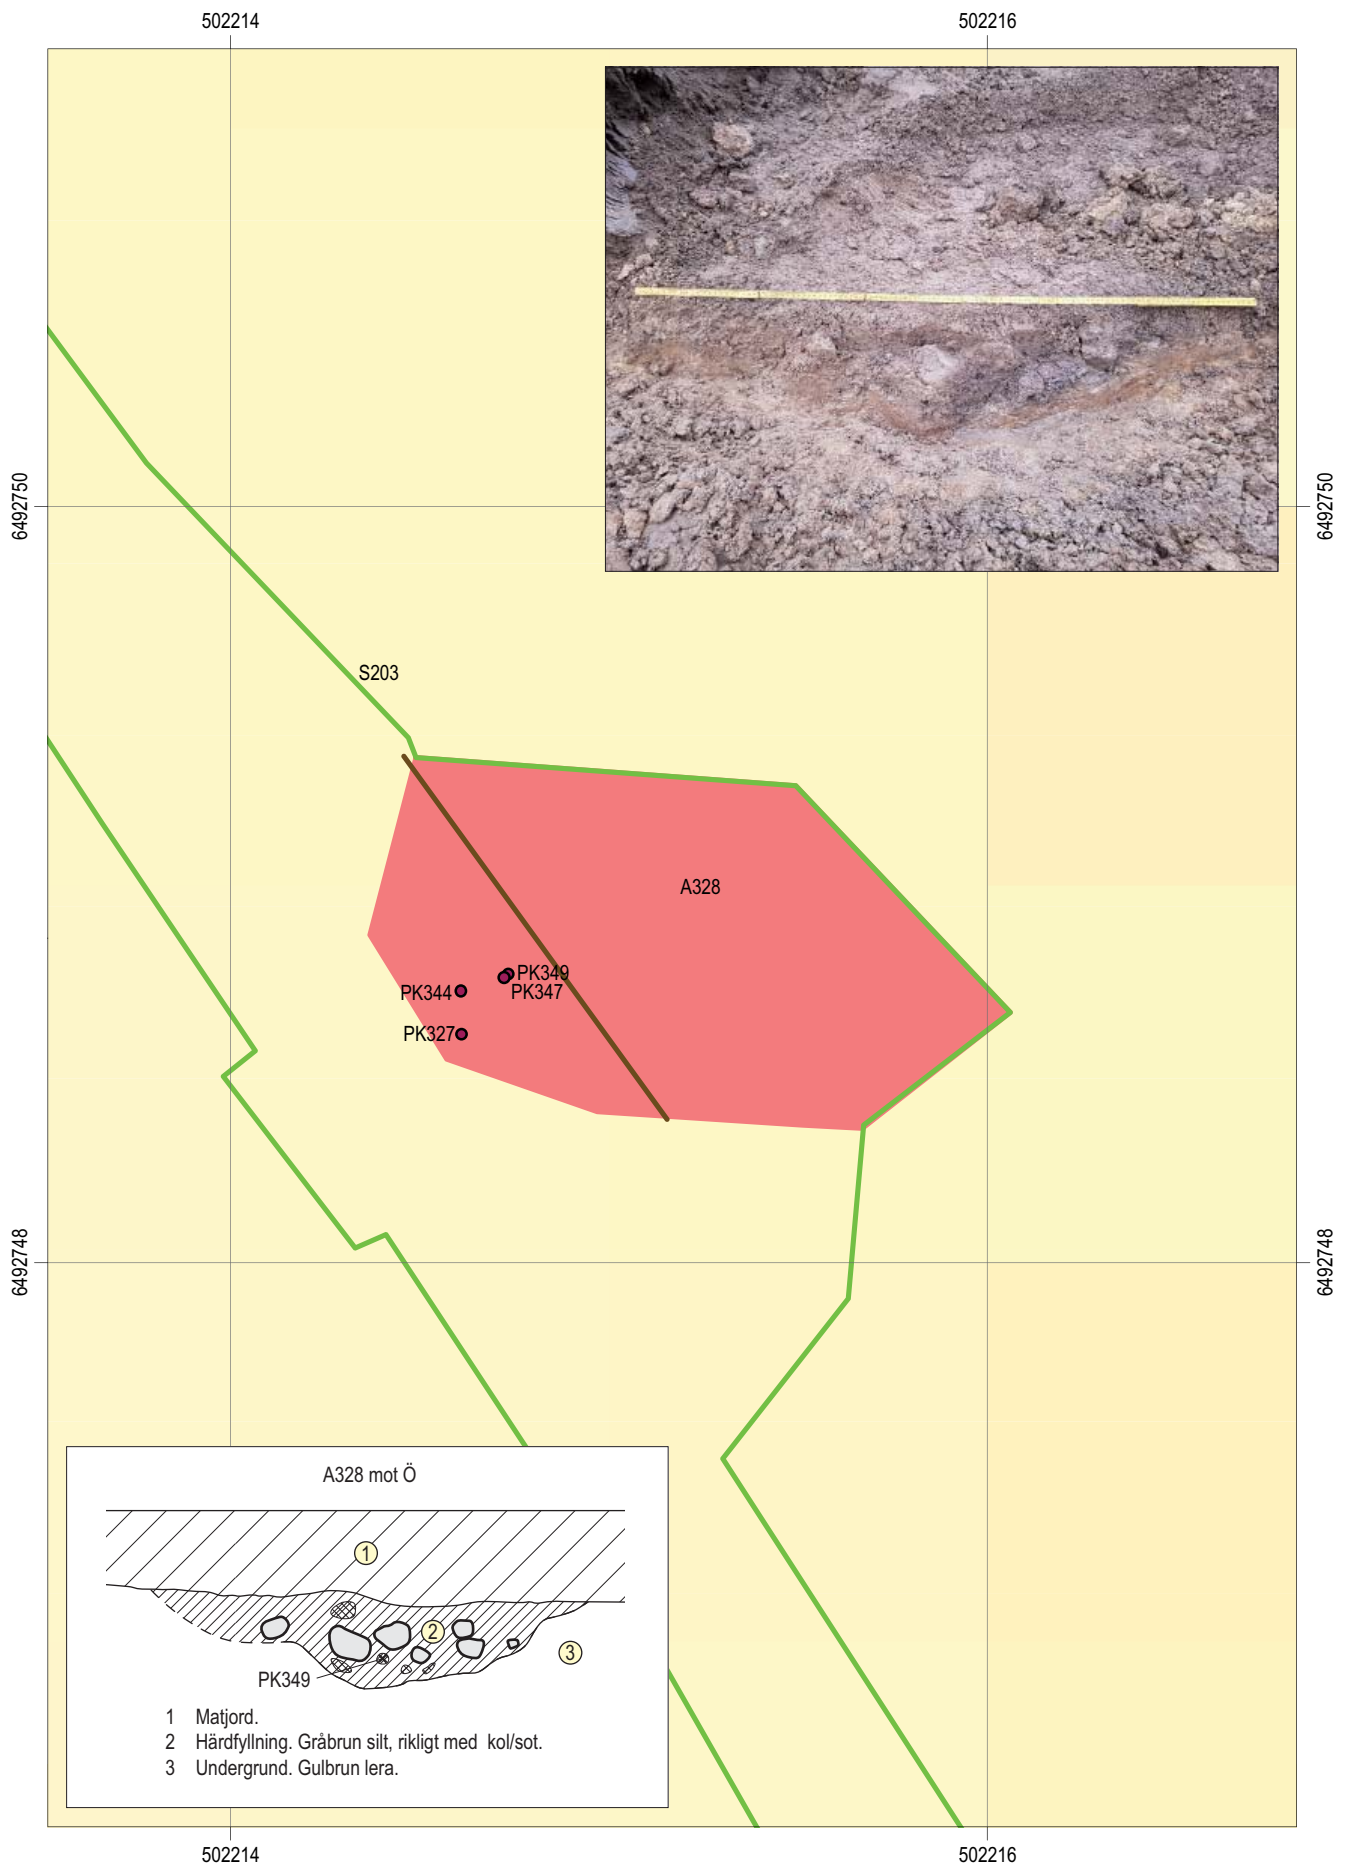 502214
502216
6492750
6492750
S203
A328
PK349
PK344
PK347
PK327
6492748
6492748
A328 mot Ö
1
2
3
PK349
1 Matjord.
2 Härdfyllning. Gråbrun silt, rikligt med kol/sot.
3 Undergrund. Gulbrun lera.
502214
502216